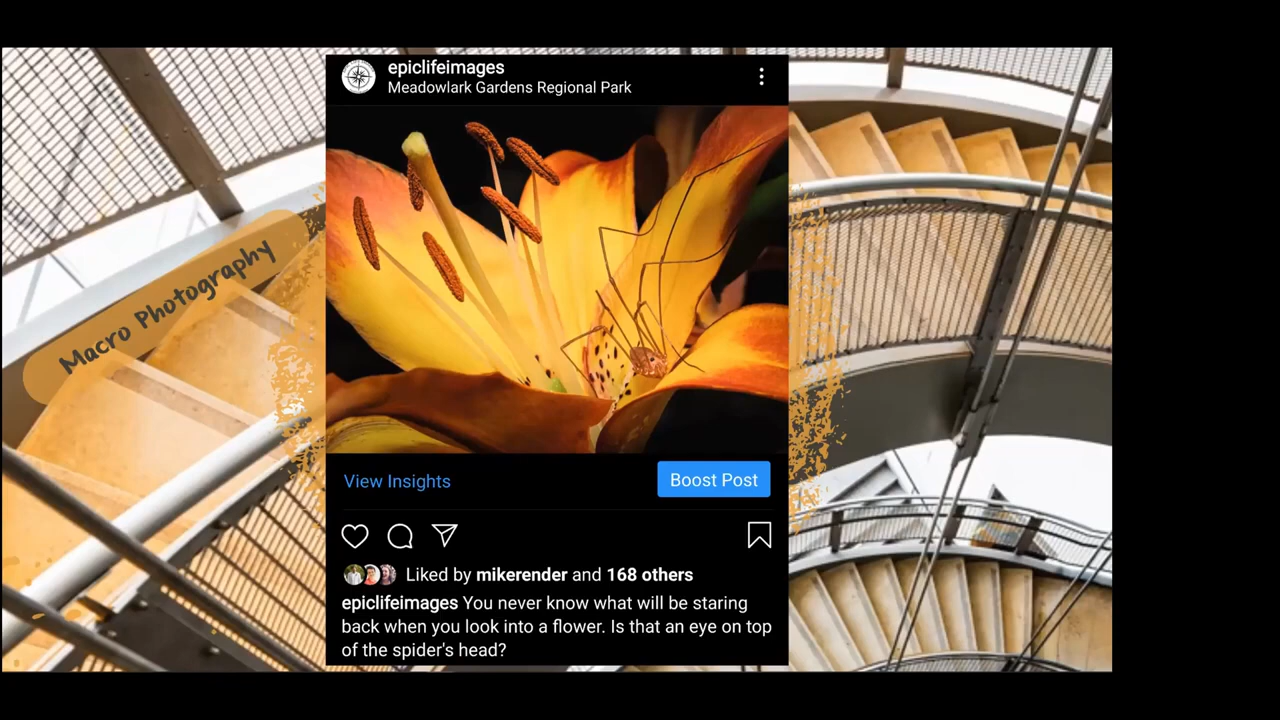 epiclifeimages
Meadowlark Gardens Regional Park
Macro Photography
View Insights
Boost Post
Liked by mikerender and 168 others
epiclifeimages You never know what will be staring
back when you look into a flower. Is that an eye on top
of the spider's head?